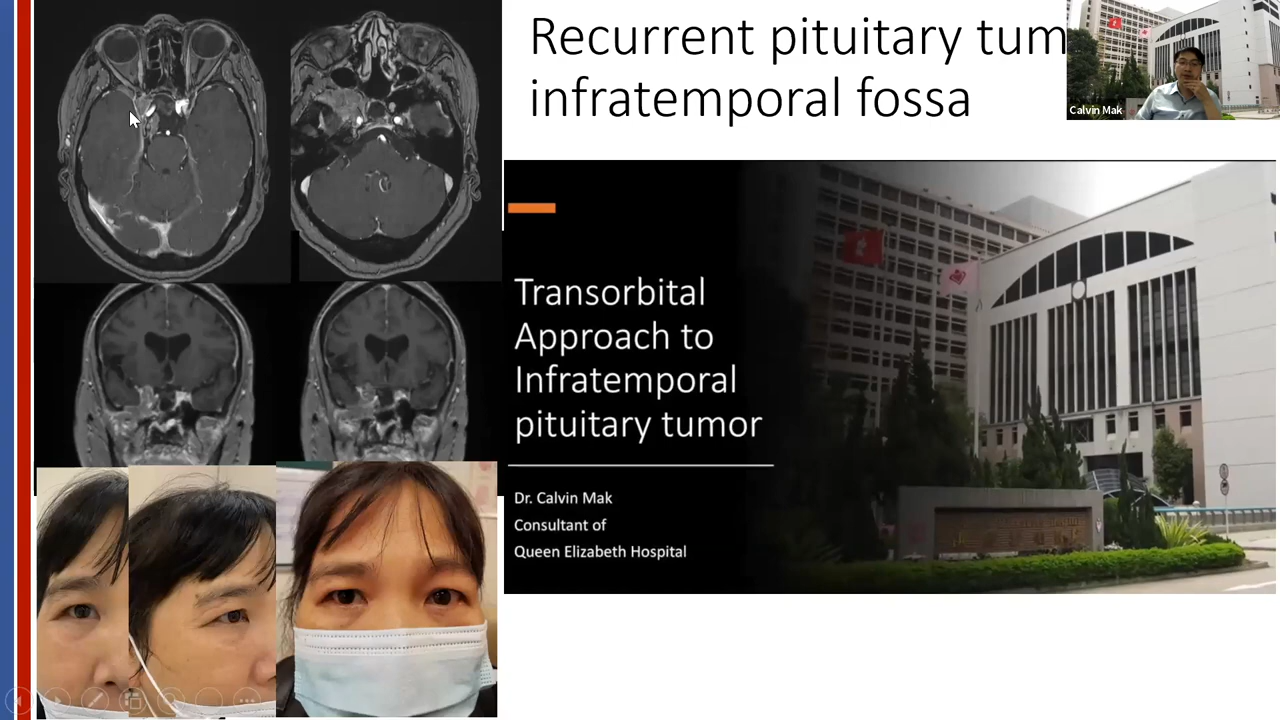 Recurrent pituitary tum
infratemporal fossa
Calvin Mak
Transorbital
Approach to
Infratemporal
pituitary tumor
Dr. Calvin Mak
Consultant of
Queen Elizabeth Hospital